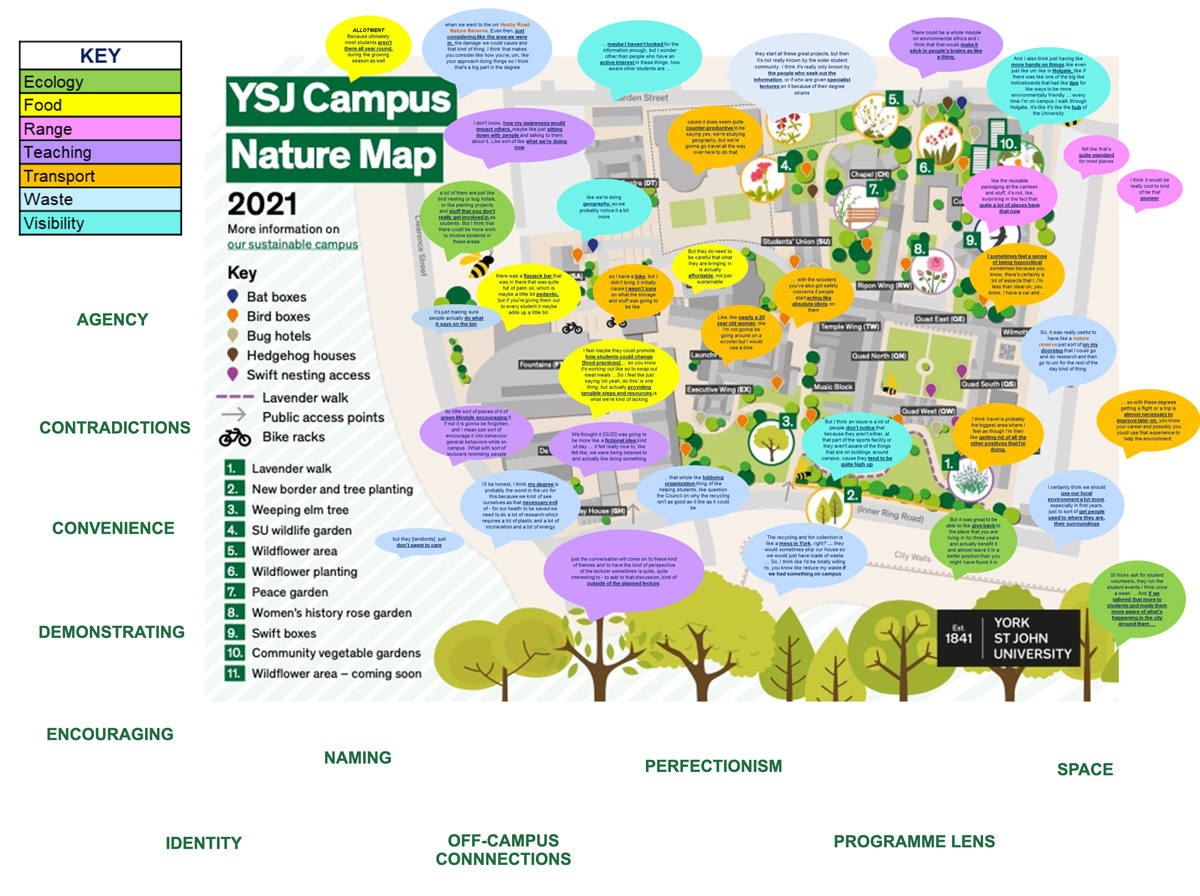 KEY
Ecology
Food
Range
Teaching
Transport
Waste
Visibility
YSJ Campus
Nature Map
2021
More information on
our sustainable campus
Key
Bat boxes
Bird boxes
Bug hotels
Hedgehog houses
Swift nesting access
Lavender walk
Public access points
Bike racks
1. Lavender walk
2. New border and tree planting
3. Weeping elm tree
4. SU wildlife garden
5. Wildflower area
6. Wildflower planting
7. Peace garden
8. Women's history rose garden
9. Swift boxes
10. Community vegetable gardens
11. Wildflower area – coming soon
ALLOTMENT
Because ultimately
most students aren't
there all year round,
during the growing
season as well
when we went to the uni Haxby Road
Nature Reserve. Even then, just
considering like the area we were
in, the damage we could cause and
that kind of thing. I think that makes
you consider like how you're, um, like
your approach doing things so I think
that's a big part in the degree
... maybe I haven't looked for the
information enough, but I wonder
other than people who have an
active interest in these things, how
aware other students are ...
they start all these great projects, but then
it's not really known by the wider student
community. I think it's really only known by
the people who seek out the
information, or if who are given specialist
lectures on it because of their degree
strains
There could be a whole module
on environmental ethics and I
think that that would make it
stick in people's brains as like
a thing.
And I also think just having like
more hands on things like even
just like um like in Holgate, like if
there was like one of the big like
noticeboards that had like tips for
like ways to be more
environmentally friendly … every
time I'm on campus I walk through
Holgate. It's like it's like the hub of
the University
I don't know, how my awareness would
impact others, maybe like just sitting
down with people and talking to them
about it. Like sort of like what we're doing
now
cause it does seem quite
counter-productive to be
saying yes, we're studying
geography, but we're
gonna go travel all the way
over here to do that
felt like that's
quite standard
for most places
I think it would be
really cool to kind
of be that
pioneer
like the reusable
packaging at the canteen
and stuff, it's not, like,
surprising in the fact that
quite a lot of places have
that now
a lot of them are just like
bird nesting or bug hotels,
or like planting projects
and stuff that you don't
really get involved in as
students. But I think that
there could be more work
to involve students in
those areas.
like we're doing
geography, so we
probably notice it a bit
more
But they do need to
be careful that what
they are bringing in
is actually
affordable, not just
sustainable
I sometimes feel a sense
of being hypocritical
sometimes because you
know, there's certainly a
lot of aspects that I, I'm
less than ideal on, you
know, I have a car and …
there was a flapjack bar that
was in there that was quite
full of palm oil, which is
maybe a little bit pedantic,
but if you're giving them out
to every student it maybe
adds up a little bit.
so I have a bike, but I
didn't bring it initially
cause I wasn't sure
on what the storage
and stuff was going
to be like.
... with the scooters
you've also got safety
concerns if people
start acting like
absolute idiots on
them
it's just making sure
people actually do what
it says on the bin
Like, like nearly a 20
year old women, like
I'm not gonna be
going around on a
scooter but I would
use a bike
So, it was really useful to
have like a nature
reserve just sort of on my
doorstep that I could go
and do research and then
go to uni for the rest of the
day kind of thing.
I feel maybe they could promote
how students could change
[food practices] … so you know
it's working out like so to swap out
meat meals …So I feel like just
saying 'oh yeah, do this' is one
thing, but actually providing
tangible steps and resources is
what we're kind of lacking
do little sort of pieces of it of
green lifestyle encouraging if,
if not it is gonna be forgotten,
and I mean just sort of
encourage it into behaviour
general behaviors while on
campus. What with sort of
lecturers reminding people
We thought it [GUD] was going to
be more like a fictional idea kind
of day … it felt really nice to, like
felt like, we were being listened to
and actually like doing something
But I think an issue is a lot of
people don't notice that
because they aren't either, at
that part of the sports facility or
they aren't aware of the things
that are on buildings around
campus, cause they tend to be
quite high up
I think travel is probably
the biggest area where I
feel as though I'm then
like getting rid of all the
other positives that I'm
doing.
... so with these degrees
getting a flight or a trip is
almost necessary to
improve later on, you know
your career and possibly you
could use that experience to
help the environment.
I'll be honest, I think my degree is
probably the worst in the uni for
this because we kind of see
ourselves as that necessary evil
of - for our health to be saved we
need to do a lot of research which
requires a lot of plastic and a lot of
incineration and a lot of energy
... that whole like lobbying
organization thing of like
helping students, like question
the Council on why the recycling
isn't as good as it like as it could
be
I certainly think we should
use our local
environment a lot more,
especially in first years,
just to sort of get people
used to where they are,
their surroundings
but they [landlords] just
don't seem to care
just the conversation will come on to these kind
of themes and to have the kind of perspective
of the lecturer sometimes is quite, quite
interesting to - to add to that discussion, kind of
outside of the planned lecture
The recycling and bin collection is
like a mess in York, right? … they
would sometimes skip our house so
we would just have loads of waste
… So, I think like I'd be totally willing
to, you know like reduce my waste if
we had something on campus
But it was great to be
able to like give back to
the place that you are
living in for three years
and actually benefit it
and almost leave it in a
better position than you
might have found it in
St Nicks ask for student
volunteers, they run the
student events I think once
a week … And if we
tailored that more to
students and made them
more aware of what's
happening in the city
around them …
Clarence Street
Chapel (CH)
Students' Union (SU)
Ripon Wing (RW)
Quad East (QE)
Temple Wing (TW)
Quad North (QN)
Quad South (QS)
Quad West (QW)
Music Block
Executive Wing (EX)
(Inner Ring Road)
City Walls
1.
2.
3.
4.
5.
6.
7.
8.
9.
10.
Est.
1841
YORK
ST JOHN
UNIVERSITY
AGENCY
CONTRADICTIONS
CONVENIENCE
DEMONSTRATING
ENCOURAGING
NAMING
PERFECTIONISM
SPACE
IDENTITY
OFF-CAMPUS
CONNNECTIONS
PROGRAMME LENS